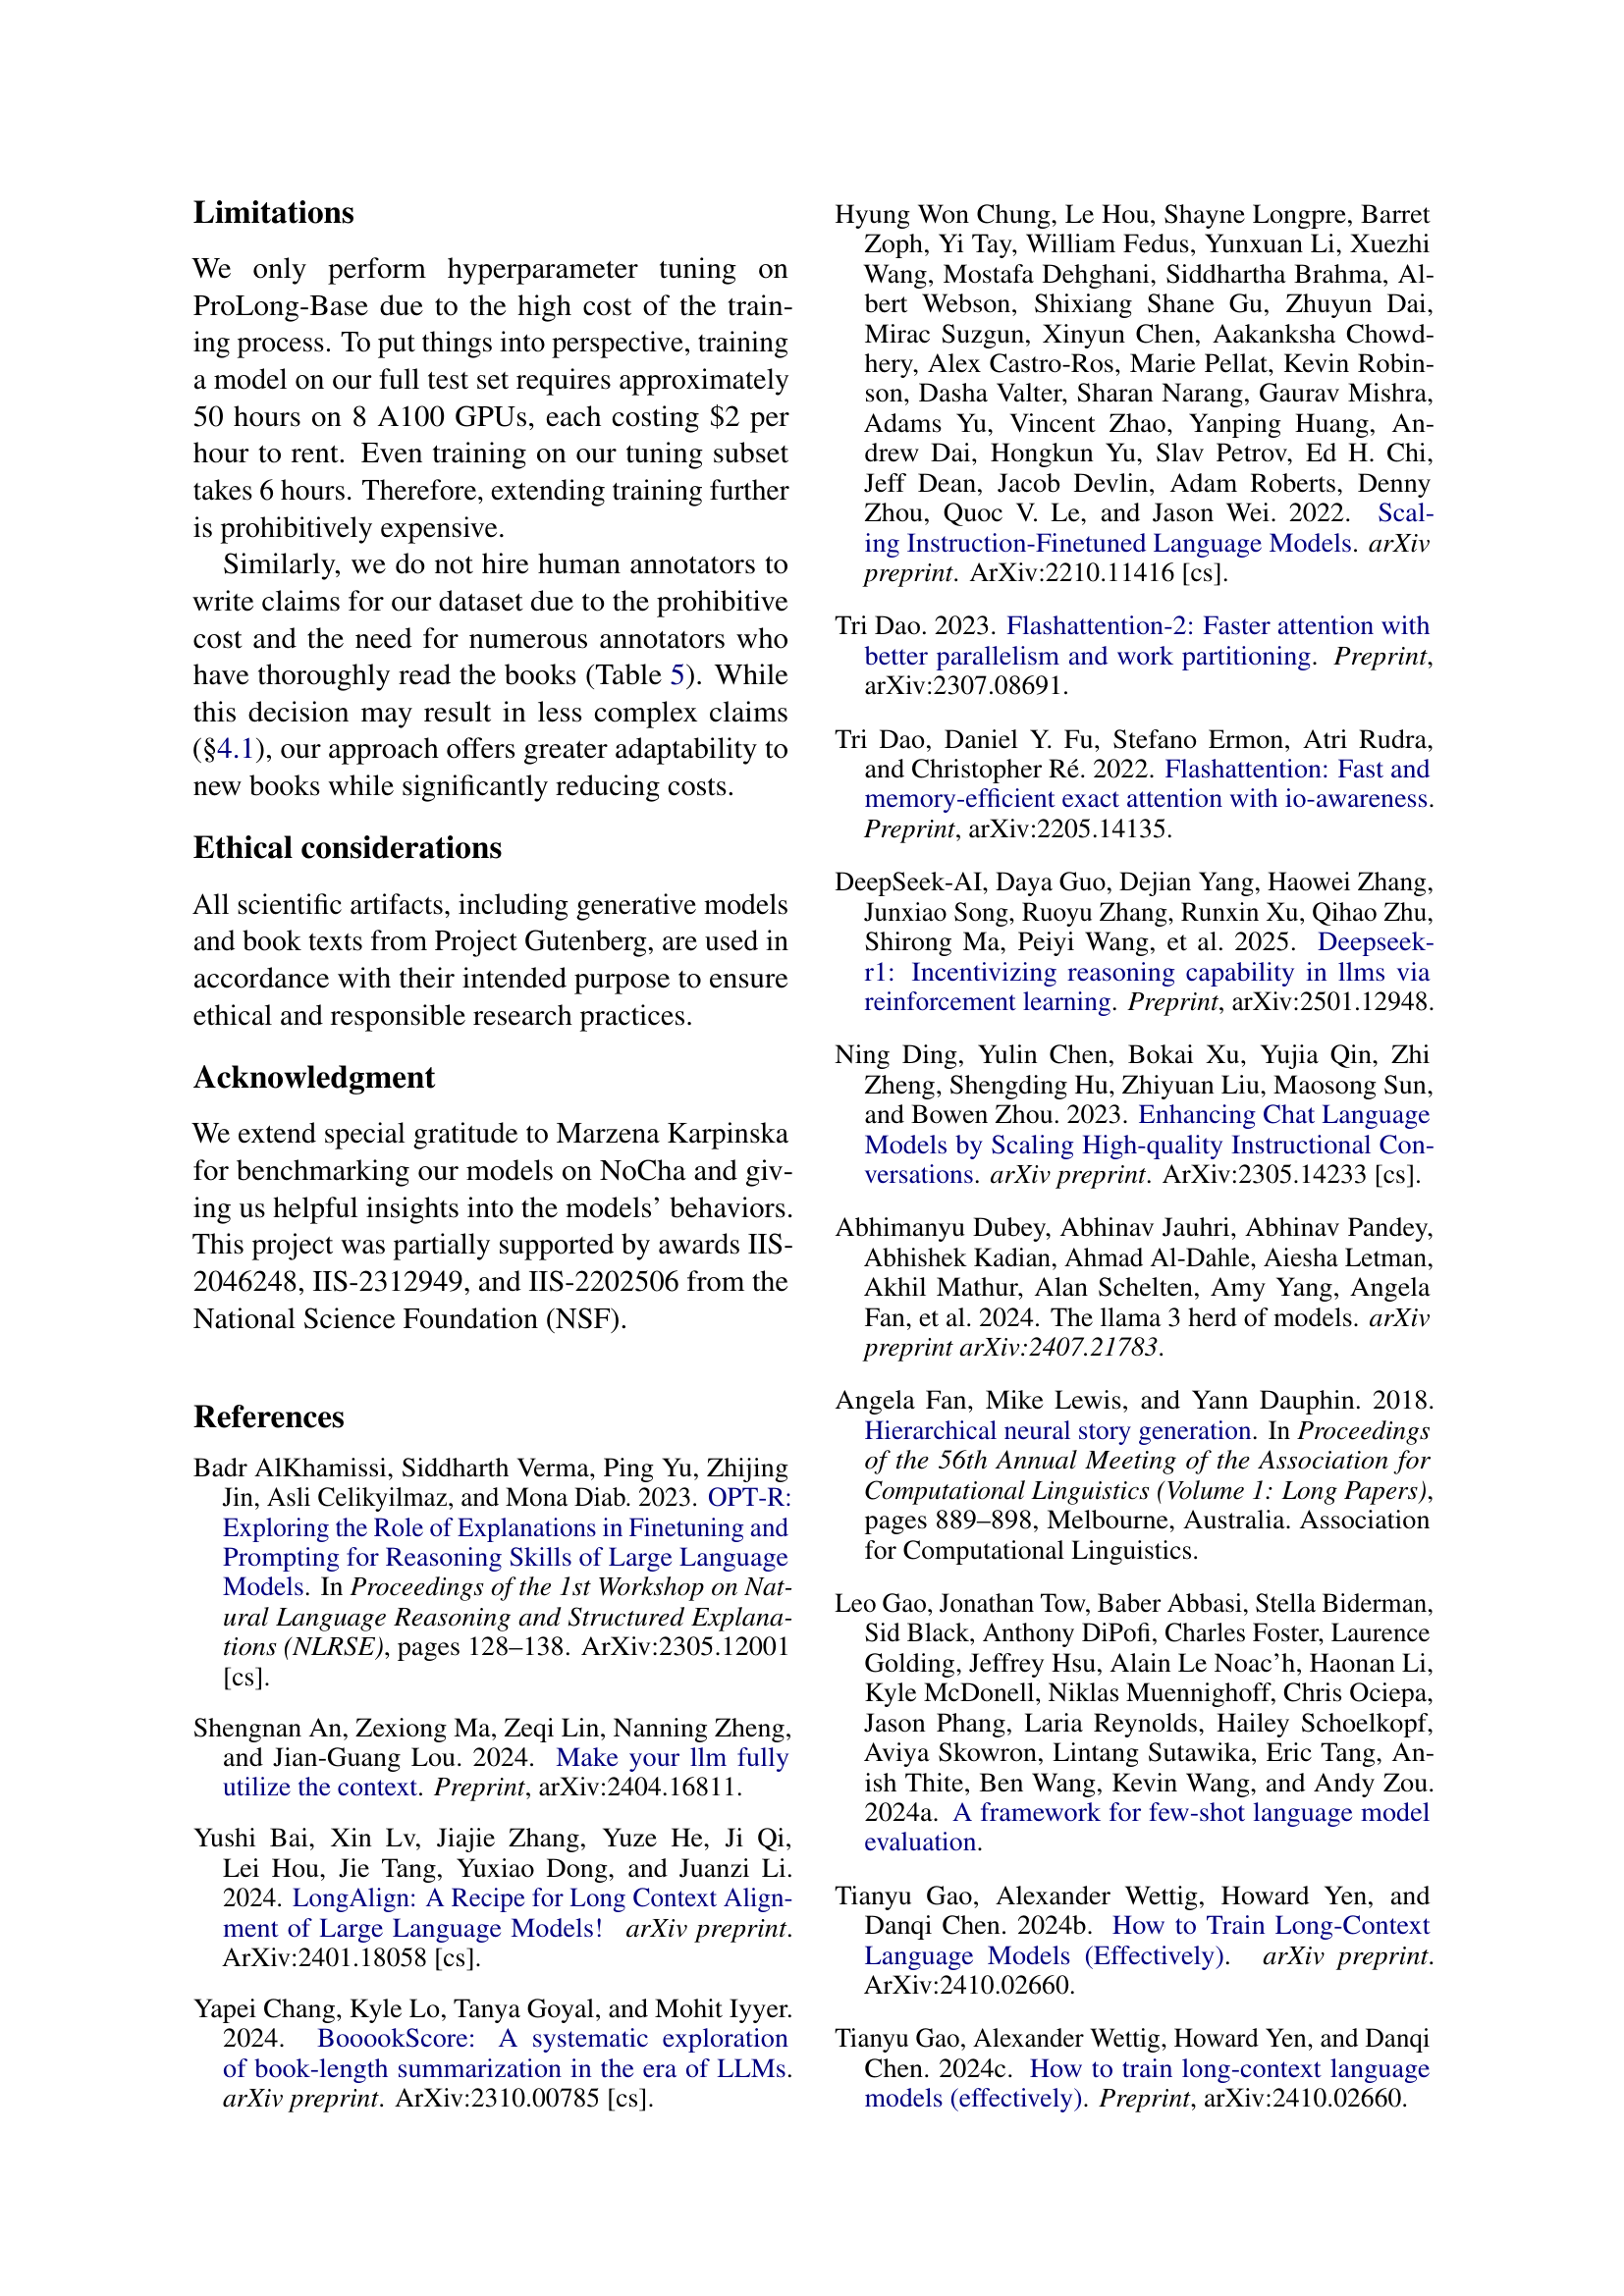 Limitations
We only perform hyperparameter tuning on
ProLong-Base due to the high cost of the train-
ing process. To put things into perspective, training
a model on our full test set requires approximately
50 hours on 8 A100 GPUs, each costing $2 per
hour to rent. Even training on our tuning subset
takes 6 hours. Therefore, extending training further
is prohibitively expensive.
Similarly, we do not hire human annotators to
write claims for our dataset due to the prohibitive
cost and the need for numerous annotators who
have thoroughly read the books (Table 5). While
this decision may result in less complex claims
(§4.1), our approach offers greater adaptability to
new books while significantly reducing costs.
Ethical considerations
All scientific artifacts, including generative models
and book texts from Project Gutenberg, are used in
accordance with their intended purpose to ensure
ethical and responsible research practices.
Acknowledgment
We extend special gratitude to Marzena Karpinska
for benchmarking our models on NoCha and giv-
ing us helpful insights into the models' behaviors.
This project was partially supported by awards IIS-
2046248, IIS-2312949, and IIS-2202506 from the
National Science Foundation (NSF).
References
Badr AlKhamissi, Siddharth Verma, Ping Yu, Zhijing
Jin, Asli Celikyilmaz, and Mona Diab. 2023. OPT-R:
Exploring the Role of Explanations in Finetuning and
Prompting for Reasoning Skills of Large Language
Models. In Proceedings of the 1st Workshop on Nat-
ural Language Reasoning and Structured Explana-
tions (NLRSE), pages 128–138. ArXiv:2305.12001
[cs].
Shengnan An, Zexiong Ma, Zeqi Lin, Nanning Zheng,
and Jian-Guang Lou. 2024. Make your llm fully
utilize the context. Preprint, arXiv:2404.16811.
Yushi Bai, Xin Lv, Jiajie Zhang, Yuze He, Ji Qi,
Lei Hou, Jie Tang, Yuxiao Dong, and Juanzi Li.
2024. LongAlign: A Recipe for Long Context Align-
ment of Large Language Models! arXiv preprint.
ArXiv:2401.18058 [cs].
Yapei Chang, Kyle Lo, Tanya Goyal, and Mohit Iyyer.
2024. BooookScore: A systematic exploration
of book-length summarization in the era of LLMs.
arXiv preprint. ArXiv:2310.00785 [cs].
Hyung Won Chung, Le Hou, Shayne Longpre, Barret
Zoph, Yi Tay, William Fedus, Yunxuan Li, Xuezhi
Wang, Mostafa Dehghani, Siddhartha Brahma, Al-
bert Webson, Shixiang Shane Gu, Zhuyun Dai,
Mirac Suzgun, Xinyun Chen, Aakanksha Chowd-
hery, Alex Castro-Ros, Marie Pellat, Kevin Robin-
son, Dasha Valter, Sharan Narang, Gaurav Mishra,
Adams Yu, Vincent Zhao, Yanping Huang, An-
drew Dai, Hongkun Yu, Slav Petrov, Ed H. Chi,
Jeff Dean, Jacob Devlin, Adam Roberts, Denny
Zhou, Quoc V. Le, and Jason Wei. 2022. Scal-
ing Instruction-Finetuned Language Models. arXiv
preprint. ArXiv:2210.11416 [cs].
Tri Dao. 2023. Flashattention-2: Faster attention with
better parallelism and work partitioning. Preprint,
arXiv:2307.08691.
Tri Dao, Daniel Y. Fu, Stefano Ermon, Atri Rudra,
and Christopher Ré. 2022. Flashattention: Fast and
memory-efficient exact attention with io-awareness.
Preprint, arXiv:2205.14135.
DeepSeek-AI, Daya Guo, Dejian Yang, Haowei Zhang,
Junxiao Song, Ruoyu Zhang, Runxin Xu, Qihao Zhu,
Shirong Ma, Peiyi Wang, et al. 2025. Deepseek-
r1: Incentivizing reasoning capability in llms via
reinforcement learning. Preprint, arXiv:2501.12948.
Ning Ding, Yulin Chen, Bokai Xu, Yujia Qin, Zhi
Zheng, Shengding Hu, Zhiyuan Liu, Maosong Sun,
and Bowen Zhou. 2023. Enhancing Chat Language
Models by Scaling High-quality Instructional Con-
versations. arXiv preprint. ArXiv:2305.14233 [cs].
Abhimanyu Dubey, Abhinav Jauhri, Abhinav Pandey,
Abhishek Kadian, Ahmad Al-Dahle, Aiesha Letman,
Akhil Mathur, Alan Schelten, Amy Yang, Angela
Fan, et al. 2024. The llama 3 herd of models. arXiv
preprint arXiv:2407.21783.
Angela Fan, Mike Lewis, and Yann Dauphin. 2018.
Hierarchical neural story generation. In Proceedings
of the 56th Annual Meeting of the Association for
Computational Linguistics (Volume 1: Long Papers),
pages 889–898, Melbourne, Australia. Association
for Computational Linguistics.
Leo Gao, Jonathan Tow, Baber Abbasi, Stella Biderman,
Sid Black, Anthony DiPofi, Charles Foster, Laurence
Golding, Jeffrey Hsu, Alain Le Noac'h, Haonan Li,
Kyle McDonell, Niklas Muennighoff, Chris Ociepa,
Jason Phang, Laria Reynolds, Hailey Schoelkopf,
Aviya Skowron, Lintang Sutawika, Eric Tang, An-
ish Thite, Ben Wang, Kevin Wang, and Andy Zou.
2024a. A framework for few-shot language model
evaluation.
Tianyu Gao, Alexander Wettig, Howard Yen, and
Danqi Chen. 2024b. How to Train Long-Context
Language Models (Effectively). arXiv preprint.
ArXiv:2410.02660.
Tianyu Gao, Alexander Wettig, Howard Yen, and Danqi
Chen. 2024c. How to train long-context language
models (effectively). Preprint, arXiv:2410.02660.